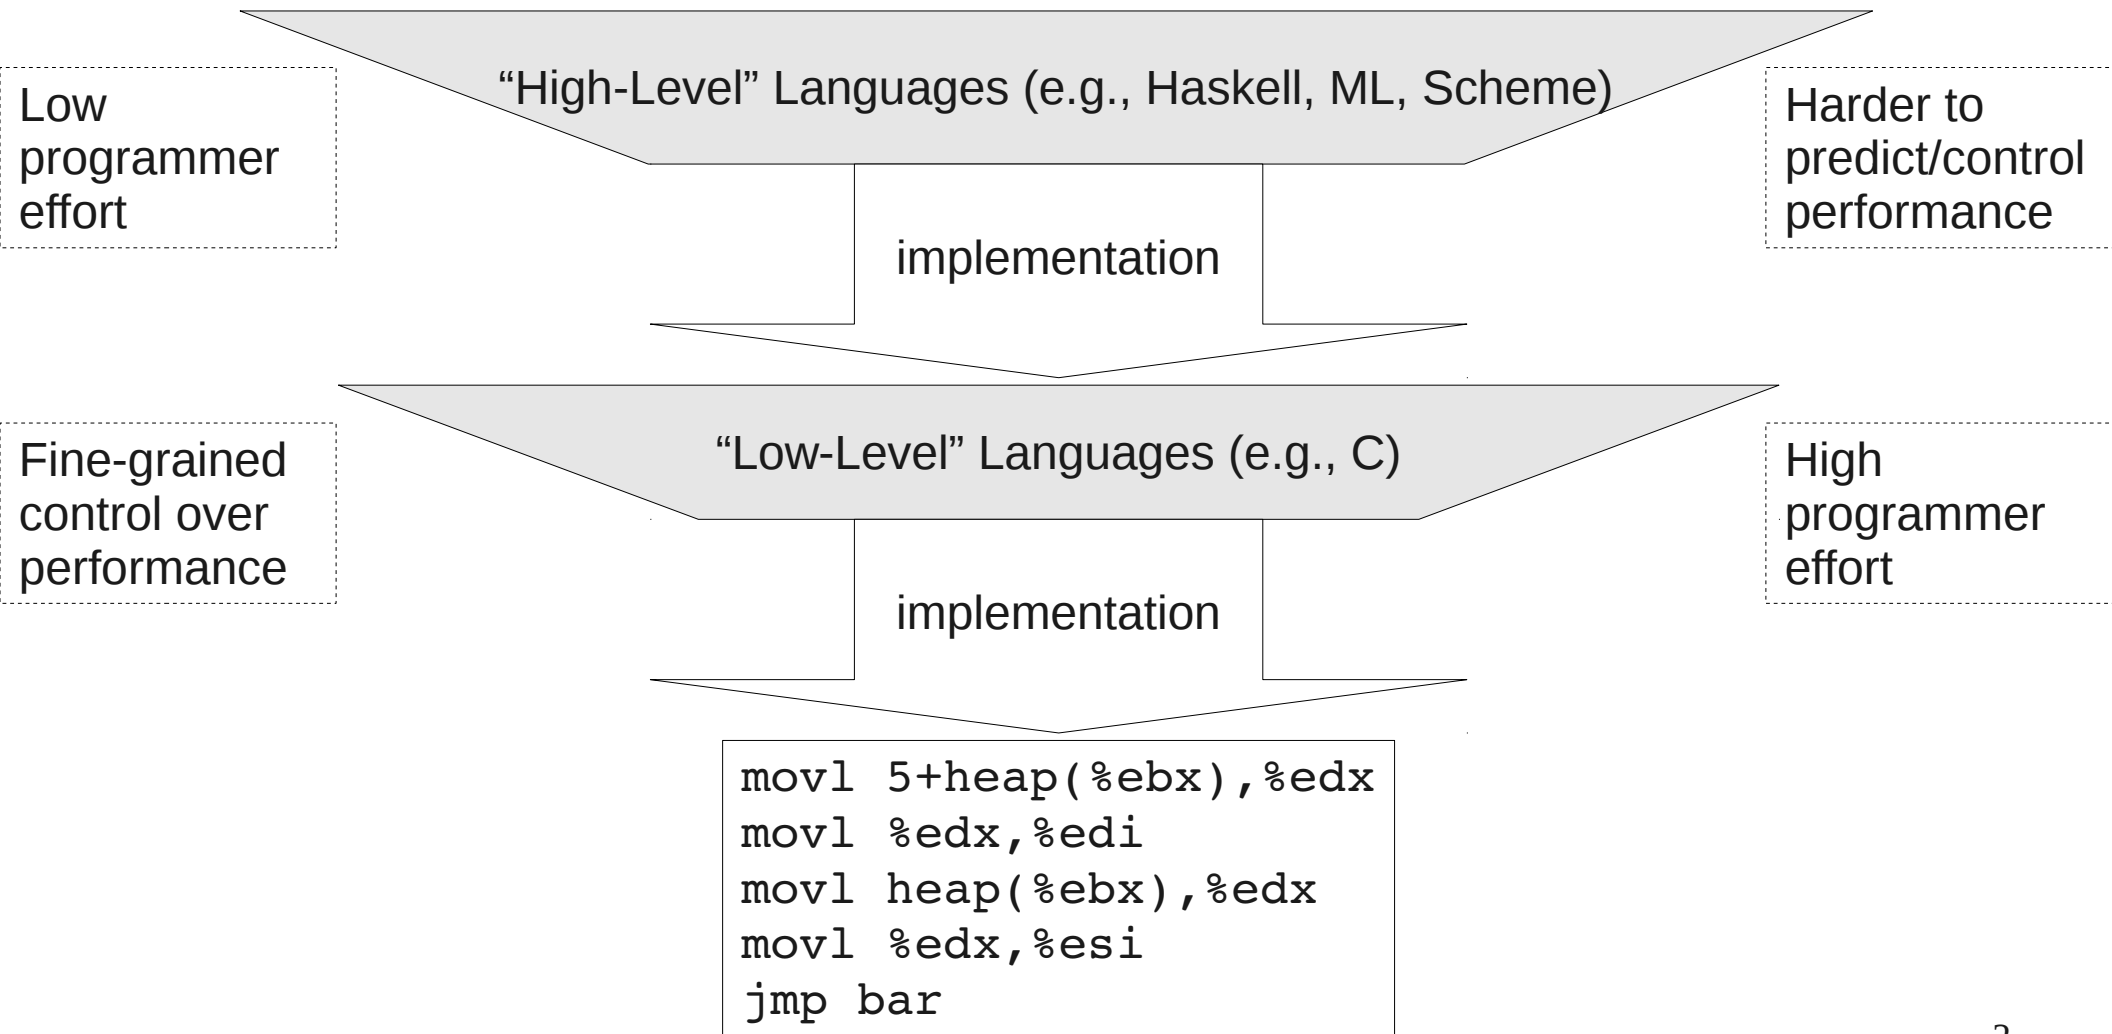 “High-Level” Languages (e.g., Haskell, ML, Scheme)
Low
programmer
effort
Harder to
predict/control
performance
implementation
“Low-Level” Languages (e.g., C)
Fine-grained
control over
performance
High
programmer
effort
implementation
movl 5+heap(%ebx),%edx
movl %edx,%edi
movl heap(%ebx),%edx
movl %edx,%esi
jmp bar